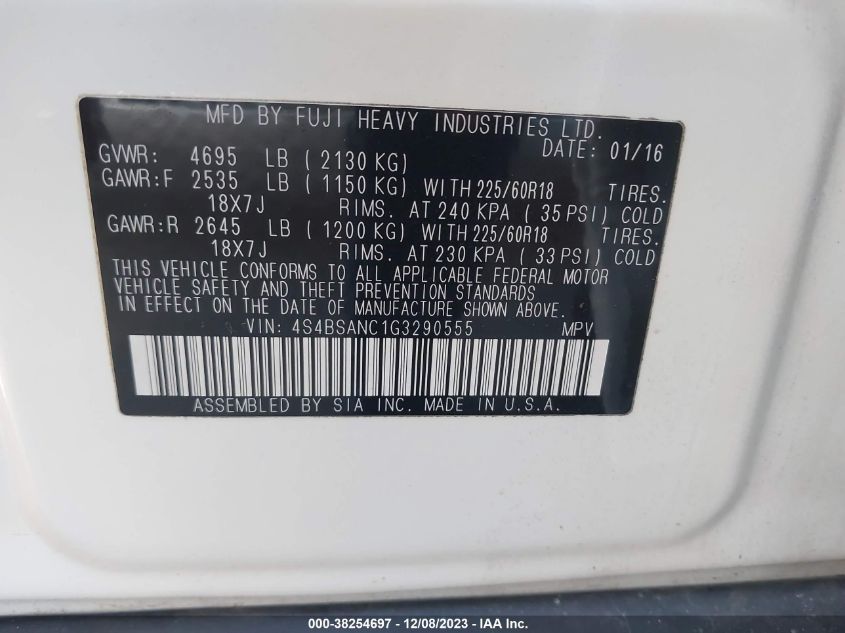 MFD BY FUJI HEAVY INDUSTRIES LTD.
DATE: 01/16
GVWR: 4695 LB ( 2130 KG)
GAWR:F 2535 LB ( 1150 KG) WITH 225/60R18 TIRES.
18X7J RIMS. AT 240 KPA ( 35 PSI) COLD
GAWR:R 2645 LB ( 1200 KG) WITH 225/60R18 TIRES.
18X7J RIMS. AT 230 KPA ( 33 PSI) COLD
THIS VEHICLE CONFORMS TO ALL APPLICABLE FEDERAL MOTOR
VEHICLE SAFETY AND THEFT PREVENTION STANDARDS
IN EFFECT ON THE DATE OF MANUFACTURE SHOWN ABOVE.
VIN: 4S4BSANC1G3290555 MPV
ASSEMBLED BY SIA INC. MADE IN U.S.A.
000-38254697 - 12/08/2023 - IAA Inc.